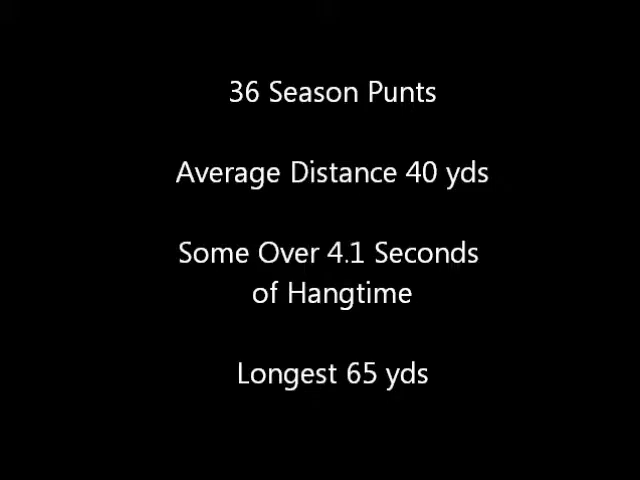 36 Season Punts
Average Distance 40 yds
Some Over 4.1 Seconds
of Hangtime
Longest 65 yds